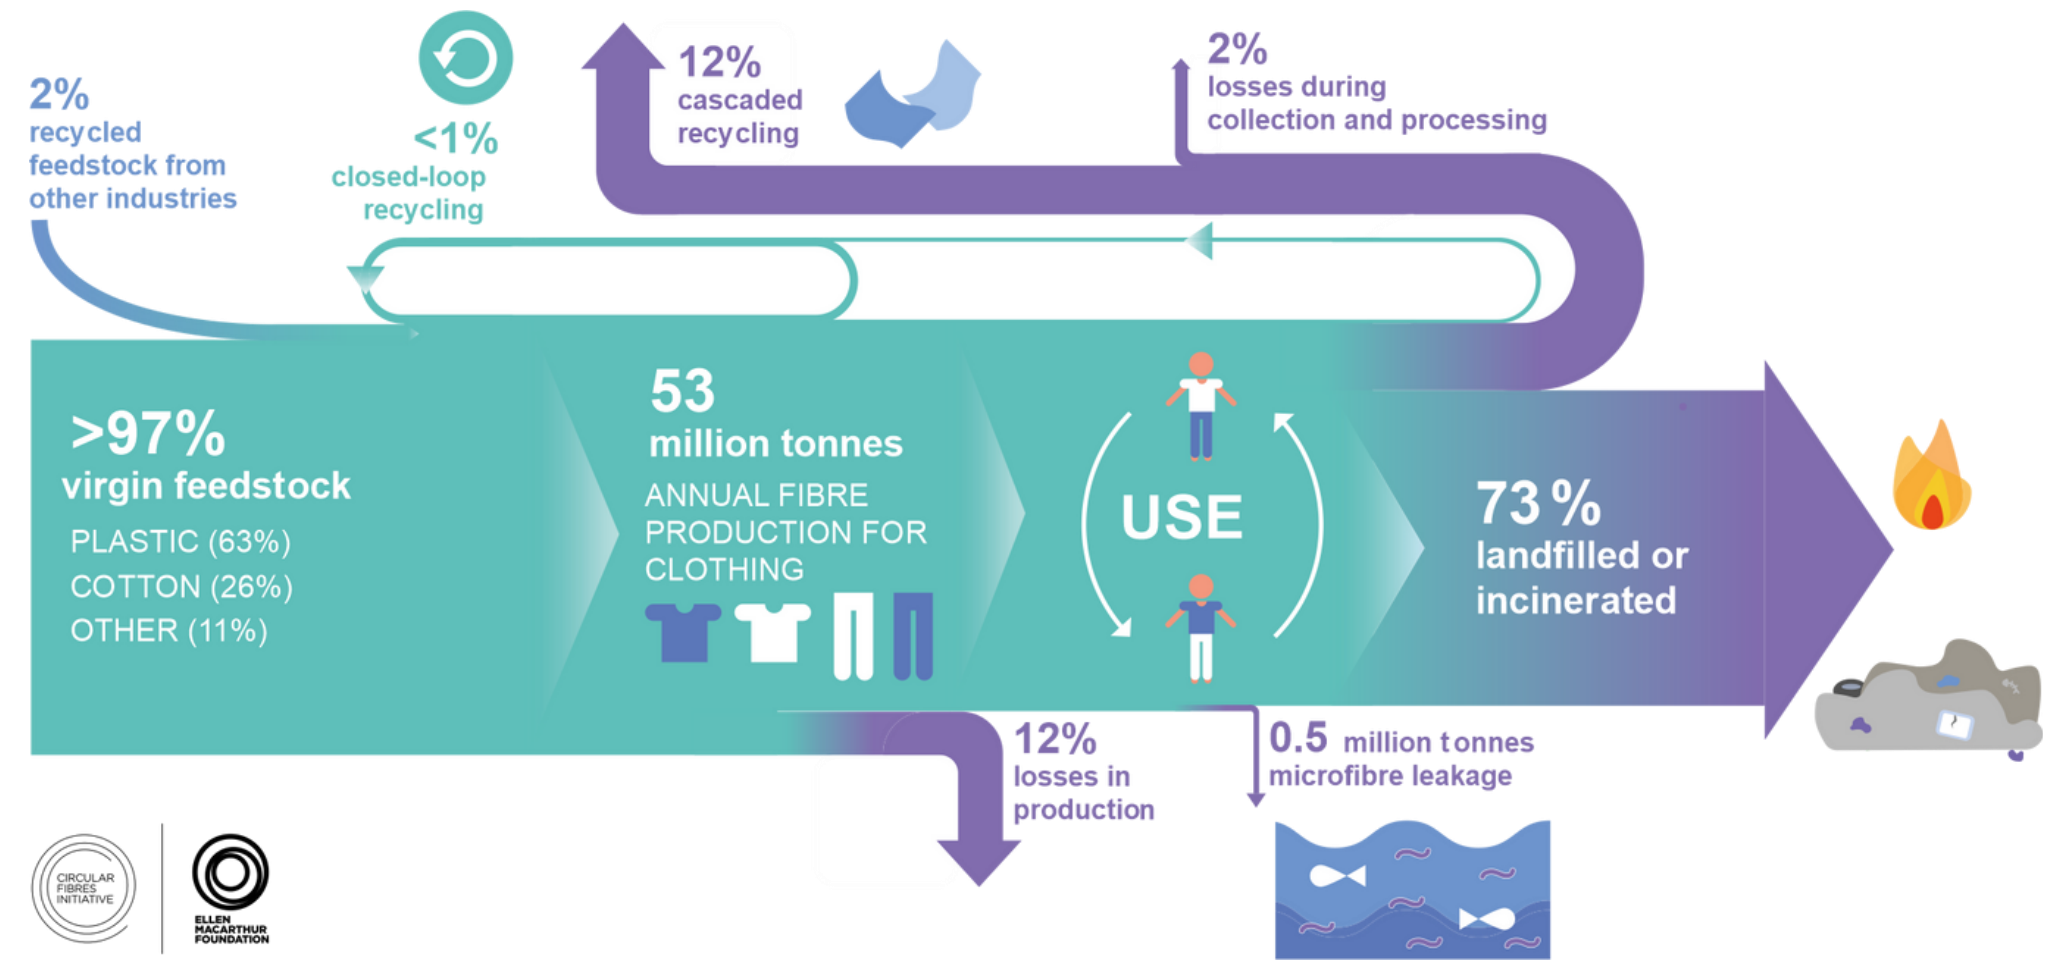 2%
recycled
feedstock from
other industries
<1%
closed-loop
recycling
12%
cascaded
recycling
2%
losses during
collection and processing
>97%
virgin feedstock
PLASTIC (63%)
COTTON (26%)
OTHER (11%)
53
million tonnes
ANNUAL FIBRE
PRODUCTION FOR
CLOTHING
USE
73%
landfilled or
incinerated
12%
losses in
production
0.5 million tonnes
microfibre leakage
CIRCULAR
FIBRES
INITIATIVE
ELLEN
MACARTHUR
FOUNDATION